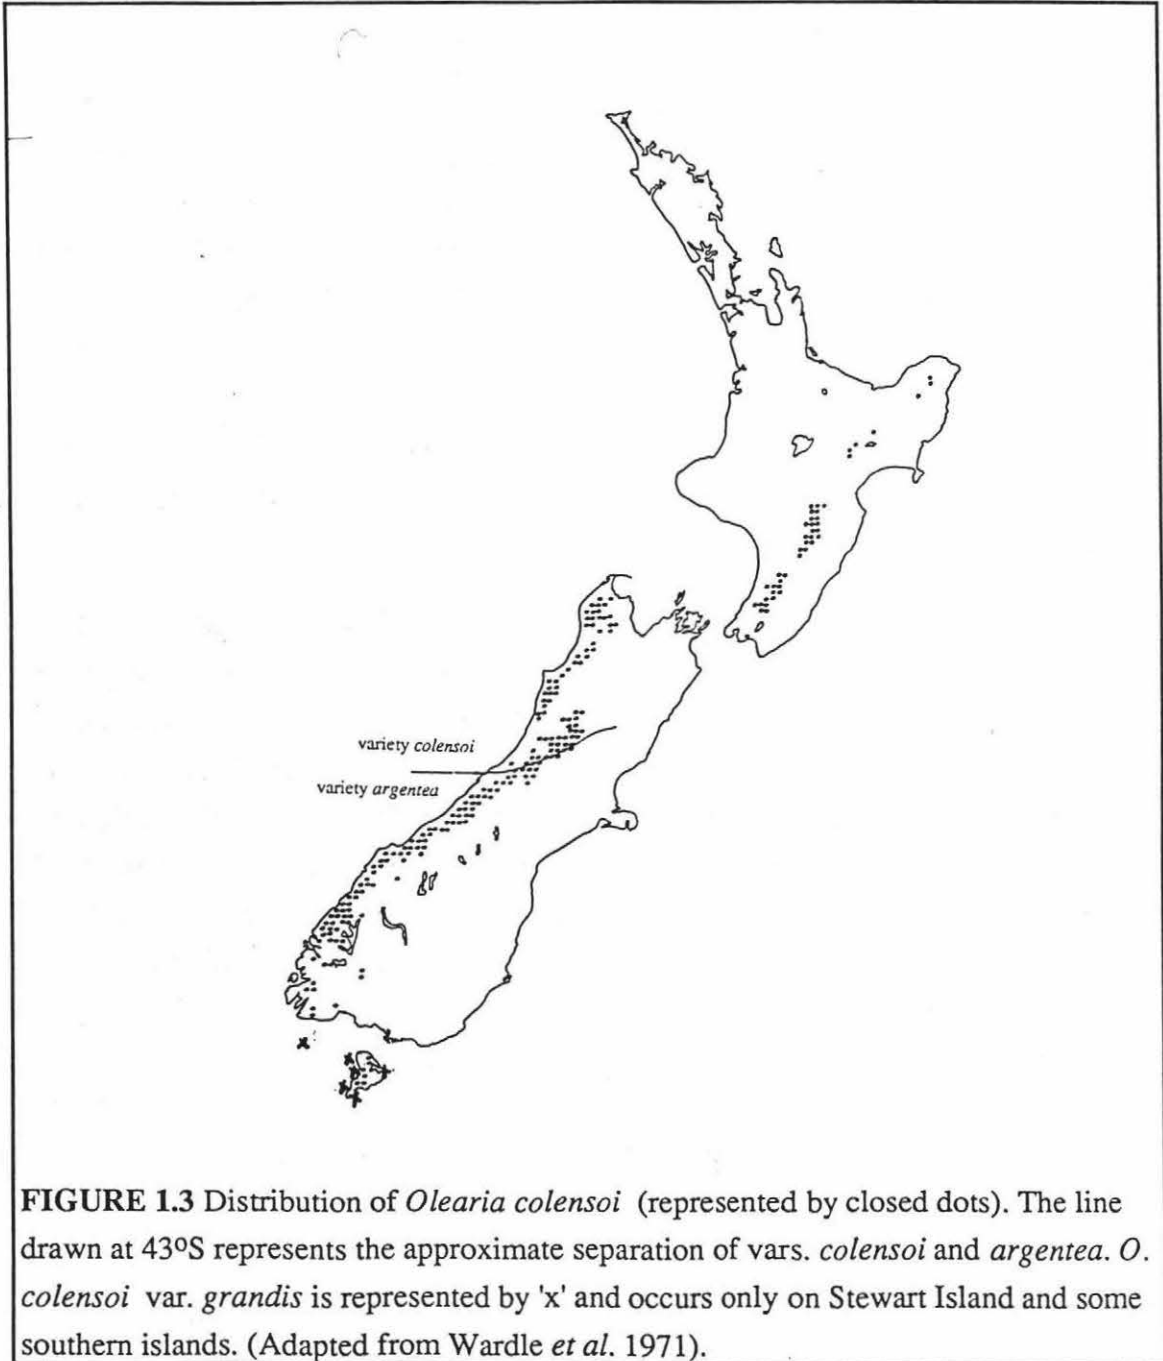 variety colensoi
variety argentea
FIGURE 1.3 Distribution of Olearia colensoi (represented by closed dots). The line
drawn at 43ºS represents the approximate separation of vars. colensoi and argentea. O.
colensoi var. grandis is represented by 'x' and occurs only on Stewart Island and some
southern islands. (Adapted from Wardle et al. 1971).